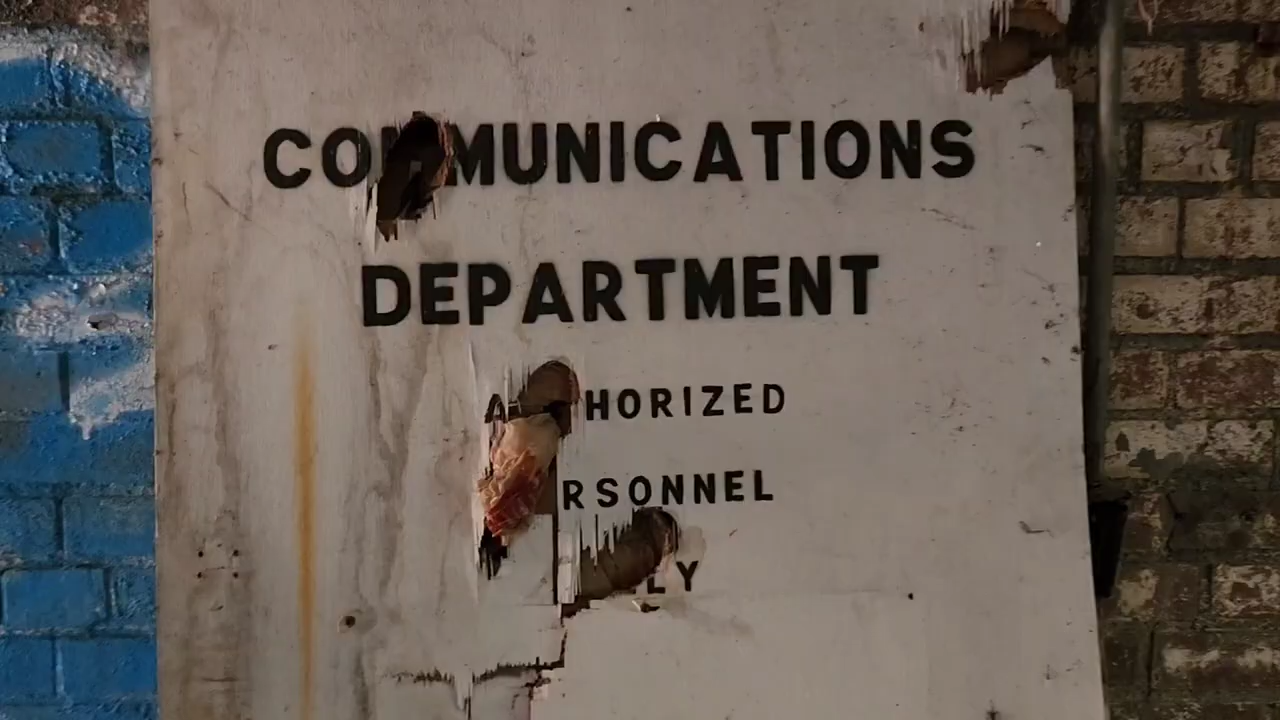 COMMUNICATIONS
DEPARTMENT
HORIZED
RSONNEL
LY